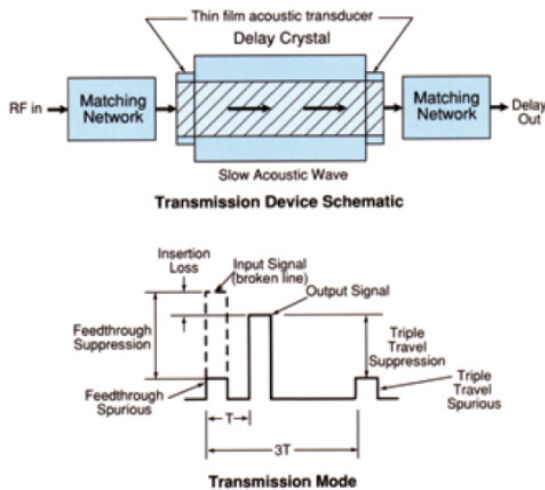 Thin film acoustic transducer
Delay Crystal
RF in
Matching
Network
Matching
Network
Delay
Out
Slow Acoustic Wave
Transmission Device Schematic
Insertion
Loss
Input Signal
(broken line)
Output Signal
Feedthrough
Suppression
Triple
Travel
Suppression
Feedthrough
Spurious
Triple
Travel
Spurious
T
3T
Transmission Mode